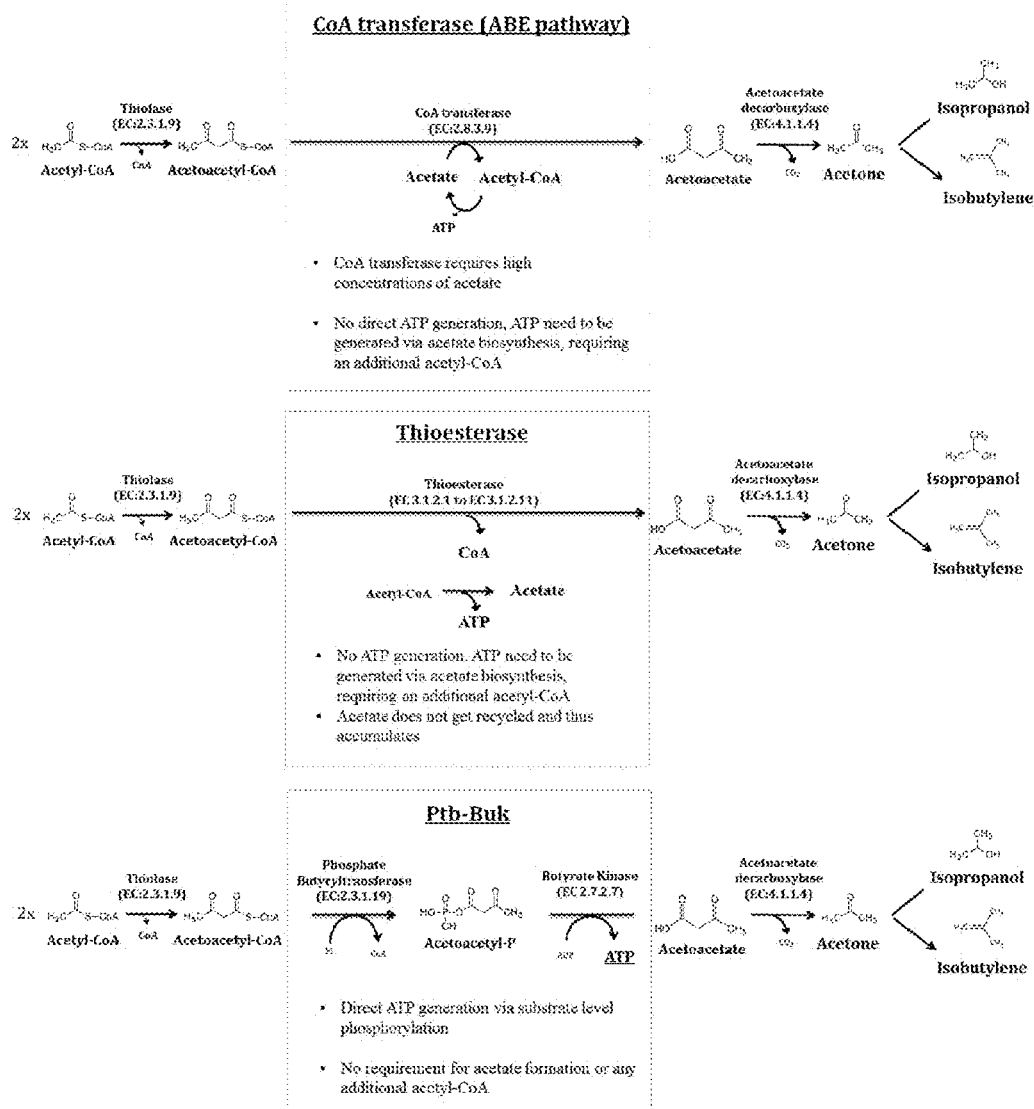 CoA transferase (ABE pathway)
Thiolase
(EC:2.3.1.9)
CoA transferase
(EC:2.8.3.9)
Acetoacetate
decarboxylase
(EC:4.1.1.4)
Isopropanol
2x
CoA
CO₂
Acetyl-CoA
Acetoacetyl-CoA
Acetate
Acetyl-CoA
Acetoacetate
Acetone
Isobutylene
ATP
• CoA transferase requires high
concentrations of acetate
• No direct ATP generation, ATP need to be
generated via acetate biosynthesis, requiring
an additional acetyl-CoA
Thioesterase
Thiolase
(EC:2.3.1.9)
Thioesterase
Acetoacetate
decarboxylase
(EC:4.1.1.4)
Isopropanol
2x
CoA
CO₂
Acetyl-CoA
Acetoacetyl-CoA
CoA
Acetoacetate
Acetone
Isobutylene
Acetyl-CoA
Acetate
ATP
• No ATP generation, ATP need to be
generated via acetate biosynthesis,
requiring an additional acetyl-CoA
• Acetate does not get recycled and thus
accumulates
Ptb-Buk
Thiolase
(EC:2.3.1.9)
Phosphate
Butyryltransferase
(EC:2.3.1.19)
Butyrate Kinase
(EC 2.7.2.7)
Acetoacetate
decarboxylase
(EC:4.1.1.4)
Isopropanol
2x
CoA
CoA
ATP
CO₂
Acetyl-CoA
Acetoacetyl-CoA
Acetoacetyl-P
Acetoacetate
Acetone
Isobutylene
• Direct ATP generation via substrate level
phosphorylation
• No requirement for acetate formation or any
additional acetyl-CoA